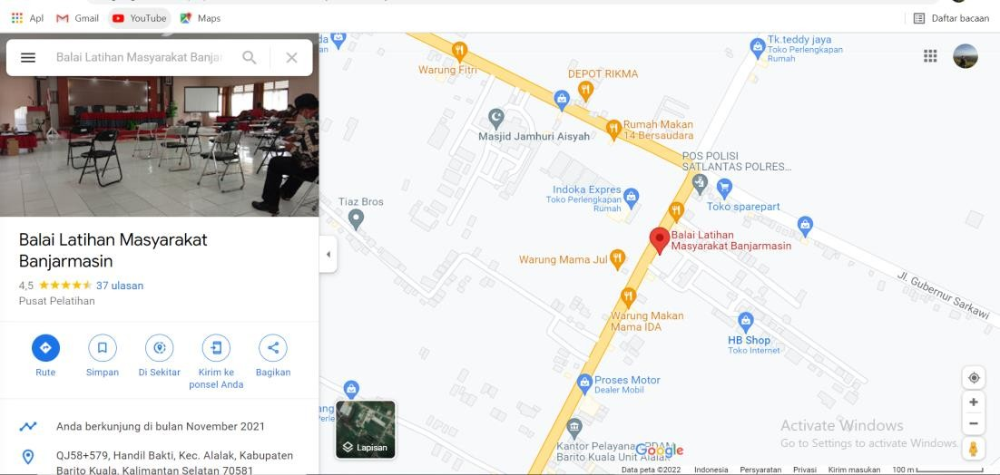 Apl
Gmail
YouTube
Maps
Daftar bacaan
Balai Latihan Masyarakat Banjar
Balai Latihan Masyarakat
Banjarmasin
4,5
37 ulasan
Pusat Pelatihan
Rute
Simpan
Di Sekitar
Kirim ke
ponsel Anda
Bagikan
Anda berkunjung di bulan November 2021
QJ58+579, Handil Bakti, Kec. Alalak, Kabupaten
Barito Kuala, Kalimantan Selatan 70581
Warung Fitri
DEPOT RIKMA
Tk.teddy jaya
Toko Perlengkapan
Rumah
Rumah Makan
14 Bersaudara
Masjid Jamhuri Aisyah
POS POLISI
SATLANTAS POLRES...
Indoka Expres
Toko Perlengkapan
Rumah
Toko sparepart
Tiaz Bros
Balai Latihan
Masyarakat Banjarmasin
Warung Mama Jul
Jl. Gubernur Sarkawi
Warung Makan
Mama IDA
HB Shop
Toko Internet
Proses Motor
Dealer Mobil
Lapisan
Kantor Pelayanan PDAM
Barito Kuala Unit Alalak
Google
Activate Windows
Go to Settings to activate Windows.
Data peta ©2022
Indonesia
Persyaratan
Privasi
Kirim masukan
100 m